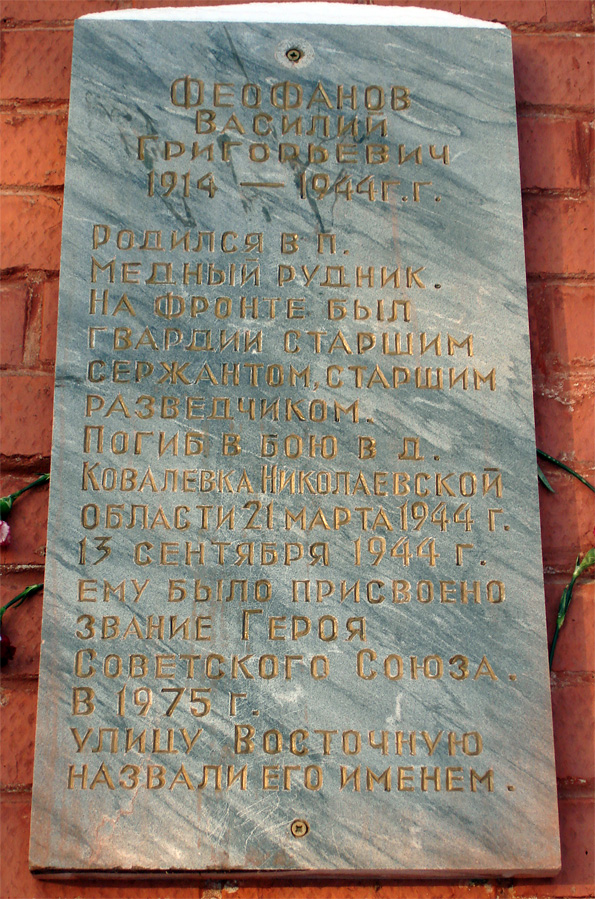 Феофанов
Василий
Григорьевич
1914 — 1944 г.г.
Родился в п.
Медный рудник.
На фронте был
гвардии старшим
сержантом, старшим
разведчиком.
Погиб в бою в д.
Ковалевка Николаевской
области 21 марта 1944 г.
13 сентября 1944 г.
ему было присвоено
звание Героя
Советского Союза.
В 1975 г.
улицу Восточную
назвали его именем.